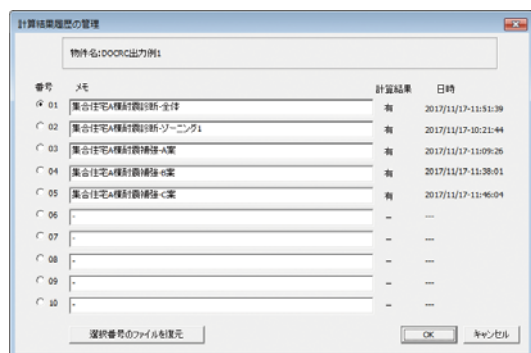 計算結果履歴の管理
物件名:DOCRC出力例1
番号 メモ 計算結果 日時
01 集合住宅A棟耐震診断-全体 有 2017/11/17-11:51:39
02 集合住宅A棟耐震診断-ゾーニング1 有 2017/11/17-10:21:44
03 集合住宅A棟耐震補強-A案 有 2017/11/17-11:09:26
04 集合住宅A棟耐震補強-B案 有 2017/11/17-11:38:01
05 集合住宅A棟耐震補強-C案 有 2017/11/17-11:46:04
06 - -- ---
07 - -- ---
08 - -- ---
09 - -- ---
10 - -- ---
選択番号のファイルを復元 OK キャンセル